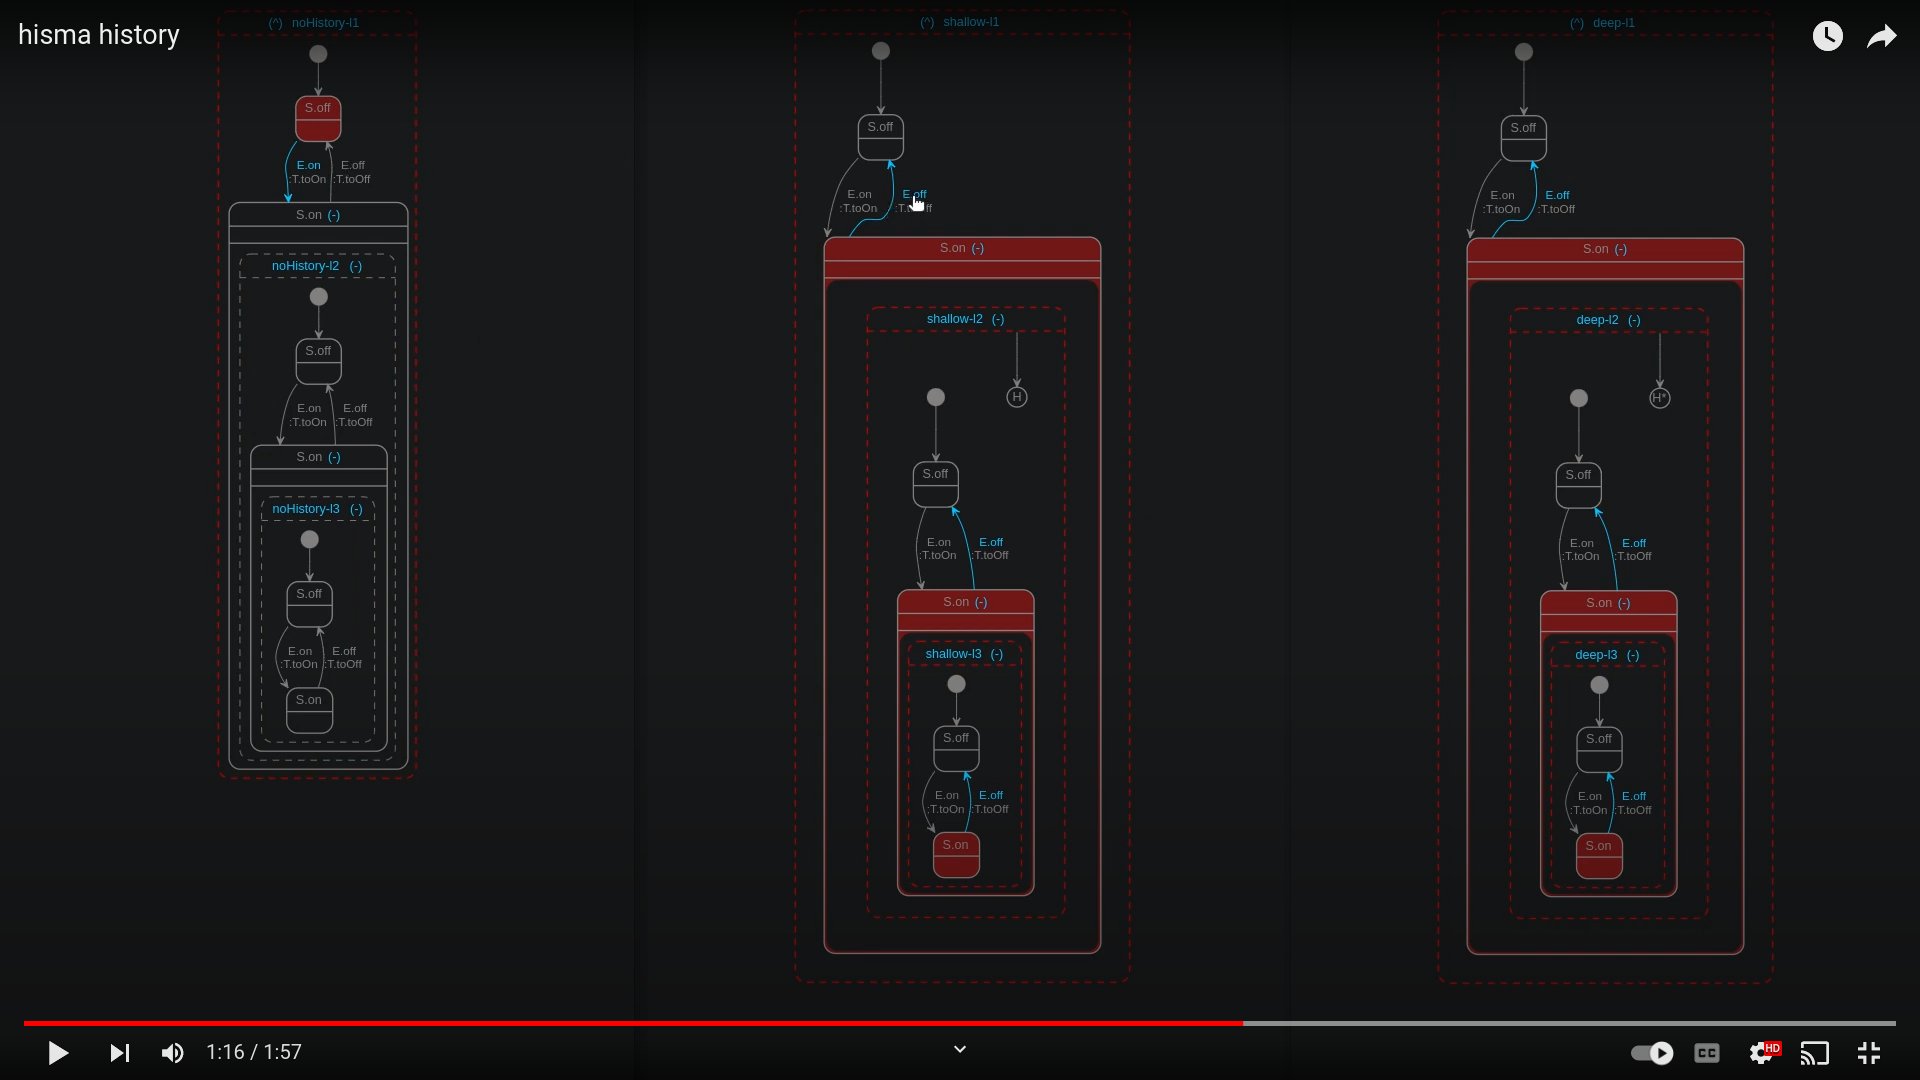 hisma history
(^) noHistory-l1
S.off
E.on
:T.toOn
E.off
:T.toOff
S.on (-)
noHistory-l2 (-)
S.off
E.on
:T.toOn
E.off
:T.toOff
S.on (-)
noHistory-l3 (-)
S.off
E.on
:T.toOn
E.off
:T.toOff
S.on
(^) shallow-l1
S.off
E.on
:T.toOn
E.off
S.on (-)
shallow-l2 (-)
H
S.off
E.on
:T.toOn
E.off
:T.toOff
S.on (-)
shallow-l3 (-)
S.off
E.on
:T.toOn
E.off
:T.toOff
S.on
(^) deep-l1
S.off
E.on
:T.toOn
E.off
:T.toOff
S.on (-)
deep-l2 (-)
H*
S.off
E.on
:T.toOn
E.off
:T.toOff
S.on (-)
deep-l3 (-)
S.off
E.on
:T.toOn
E.off
:T.toOff
S.on
1:16 / 1:57
CC
HD